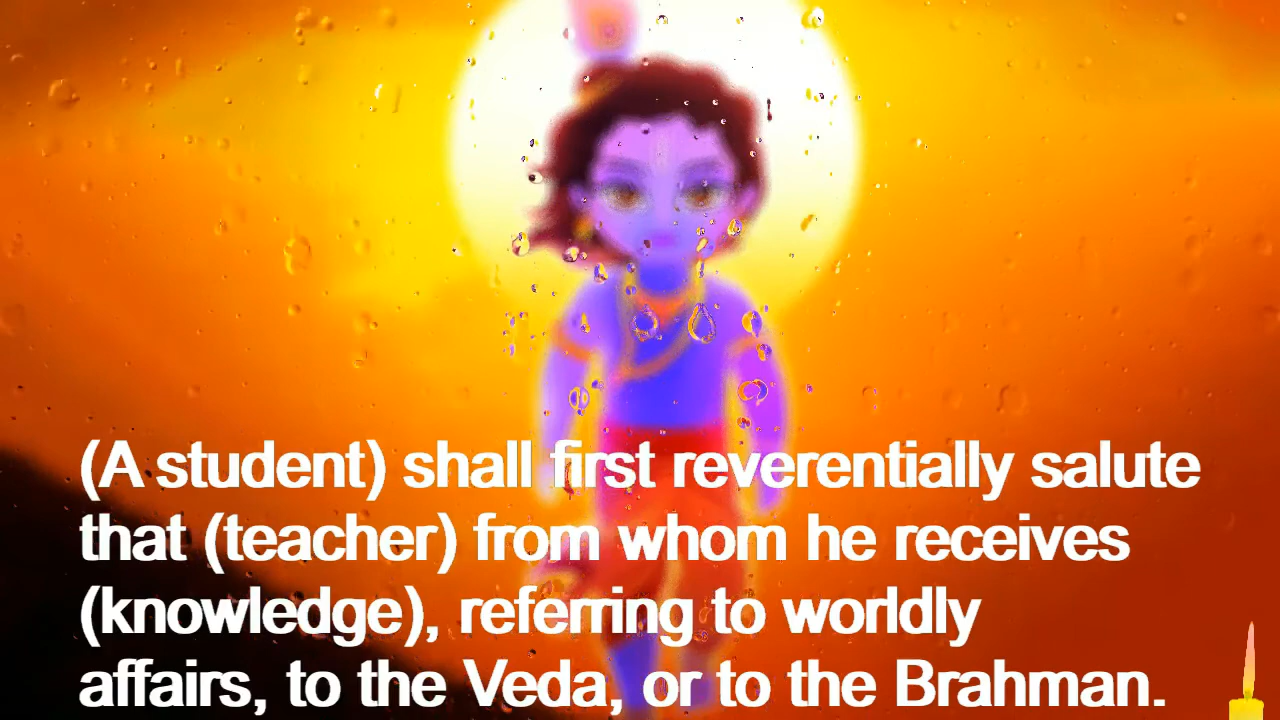 (A student) shall first reverentially salute
that (teacher) from whom he receives
(knowledge), referring to worldly
affairs, to the Veda, or to the Brahman.